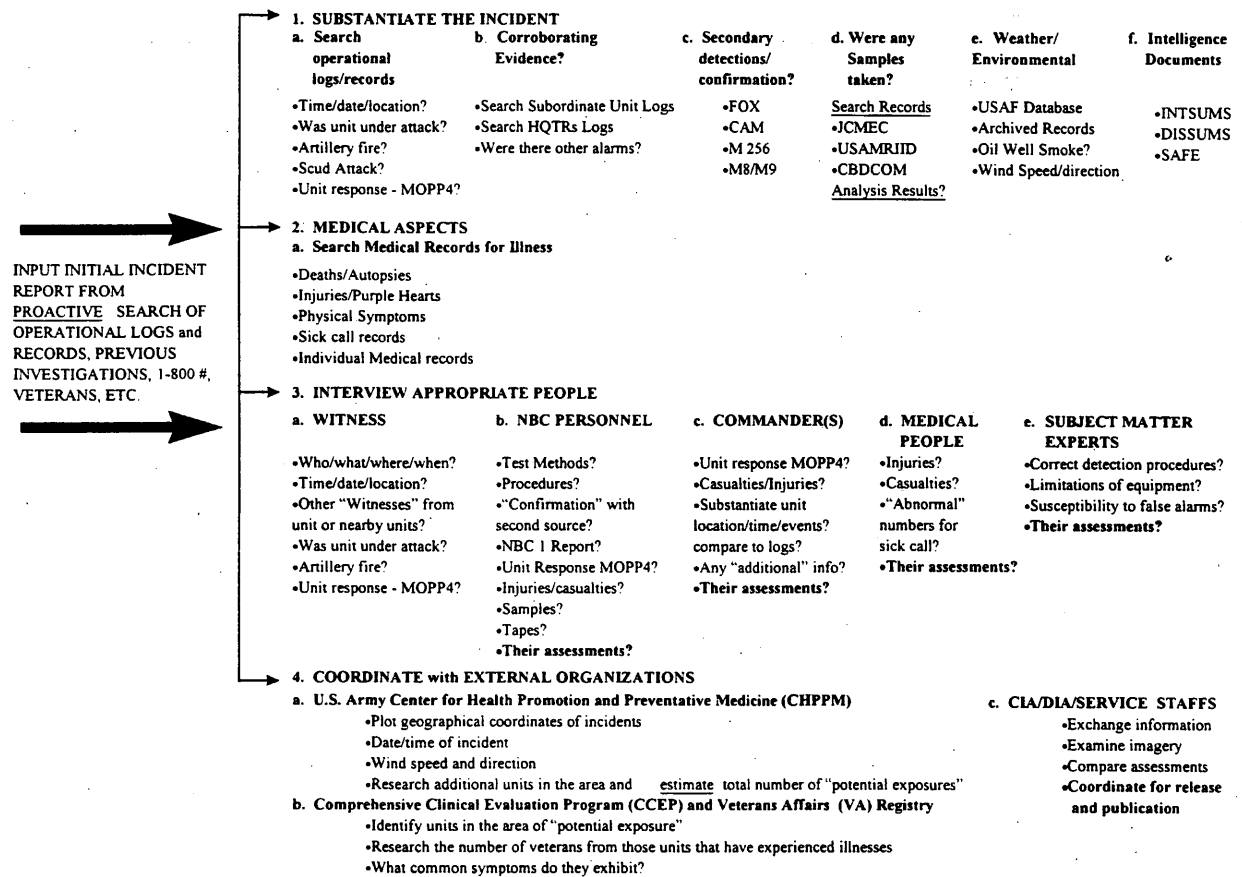 1. SUBSTANTIATE THE INCIDENT
a. Search
operational
logs/records
•Time/date/location?
•Was unit under attack?
•Artillery fire?
•Scud Attack?
•Unit response - MOPP4?
b. Corroborating
Evidence?
•Search Subordinate Unit Logs
•Search HQTRs Logs
•Were there other alarms?
c. Secondary
detections/
confirmation?
•FOX
•CAM
•M 256
•M8/M9
d. Were any
Samples
taken?
Search Records
•JCMEC
•USAMRIID
•CBDCOM
Analysis Results?
e. Weather/
Environmental
•USAF Database
•Archived Records
•Oil Well Smoke?
•Wind Speed/direction
f. Intelligence
Documents
•INTSUMS
•DISSUMS
•SAFE
INPUT INITIAL INCIDENT
REPORT FROM
PROACTIVE SEARCH OF
OPERATIONAL LOGS and
RECORDS, PREVIOUS
INVESTIGATIONS, 1-800 #,
VETERANS, ETC.
2. MEDICAL ASPECTS
a. Search Medical Records for Illness
•Deaths/Autopsies
•Injuries/Purple Hearts
•Physical Symptoms
•Sick call records
•Individual Medical records
3. INTERVIEW APPROPRIATE PEOPLE
a. WITNESS
•Who/what/where/when?
•Time/date/location?
•Other "Witnesses" from
unit or nearby units?
•Was unit under attack?
•Artillery fire?
•Unit response - MOPP4?
b. NBC PERSONNEL
•Test Methods?
•Procedures?
•"Confirmation" with
second source?
•NBC 1 Report?
•Unit Response MOPP4?
•Injuries/casualties?
•Samples?
•Tapes?
•Their assessments?
c. COMMANDER(S)
•Unit response MOPP4?
•Casualties/Injuries?
•Substantiate unit
location/time/events?
compare to logs?
•Any "additional" info?
•Their assessments?
d. MEDICAL
PEOPLE
•Injuries?
•Casualties?
•"Abnormal"
numbers for
sick call?
•Their assessments?
e. SUBJECT MATTER
EXPERTS
•Correct detection procedures?
•Limitations of equipment?
•Susceptibility to false alarms?
•Their assessments?
4. COORDINATE with EXTERNAL ORGANIZATIONS
a. U.S. Army Center for Health Promotion and Preventative Medicine (CHPPM)
•Plot geographical coordinates of incidents
•Date/time of incident
•Wind speed and direction
•Research additional units in the area and estimate total number of "potential exposures"
b. Comprehensive Clinical Evaluation Program (CCEP) and Veterans Affairs (VA) Registry
•Identify units in the area of "potential exposure"
•Research the number of veterans from those units that have experienced illnesses
•What common symptoms do they exhibit?
c. CIA/DIA/SERVICE STAFFS
•Exchange information
•Examine imagery
•Compare assessments
•Coordinate for release
and publication